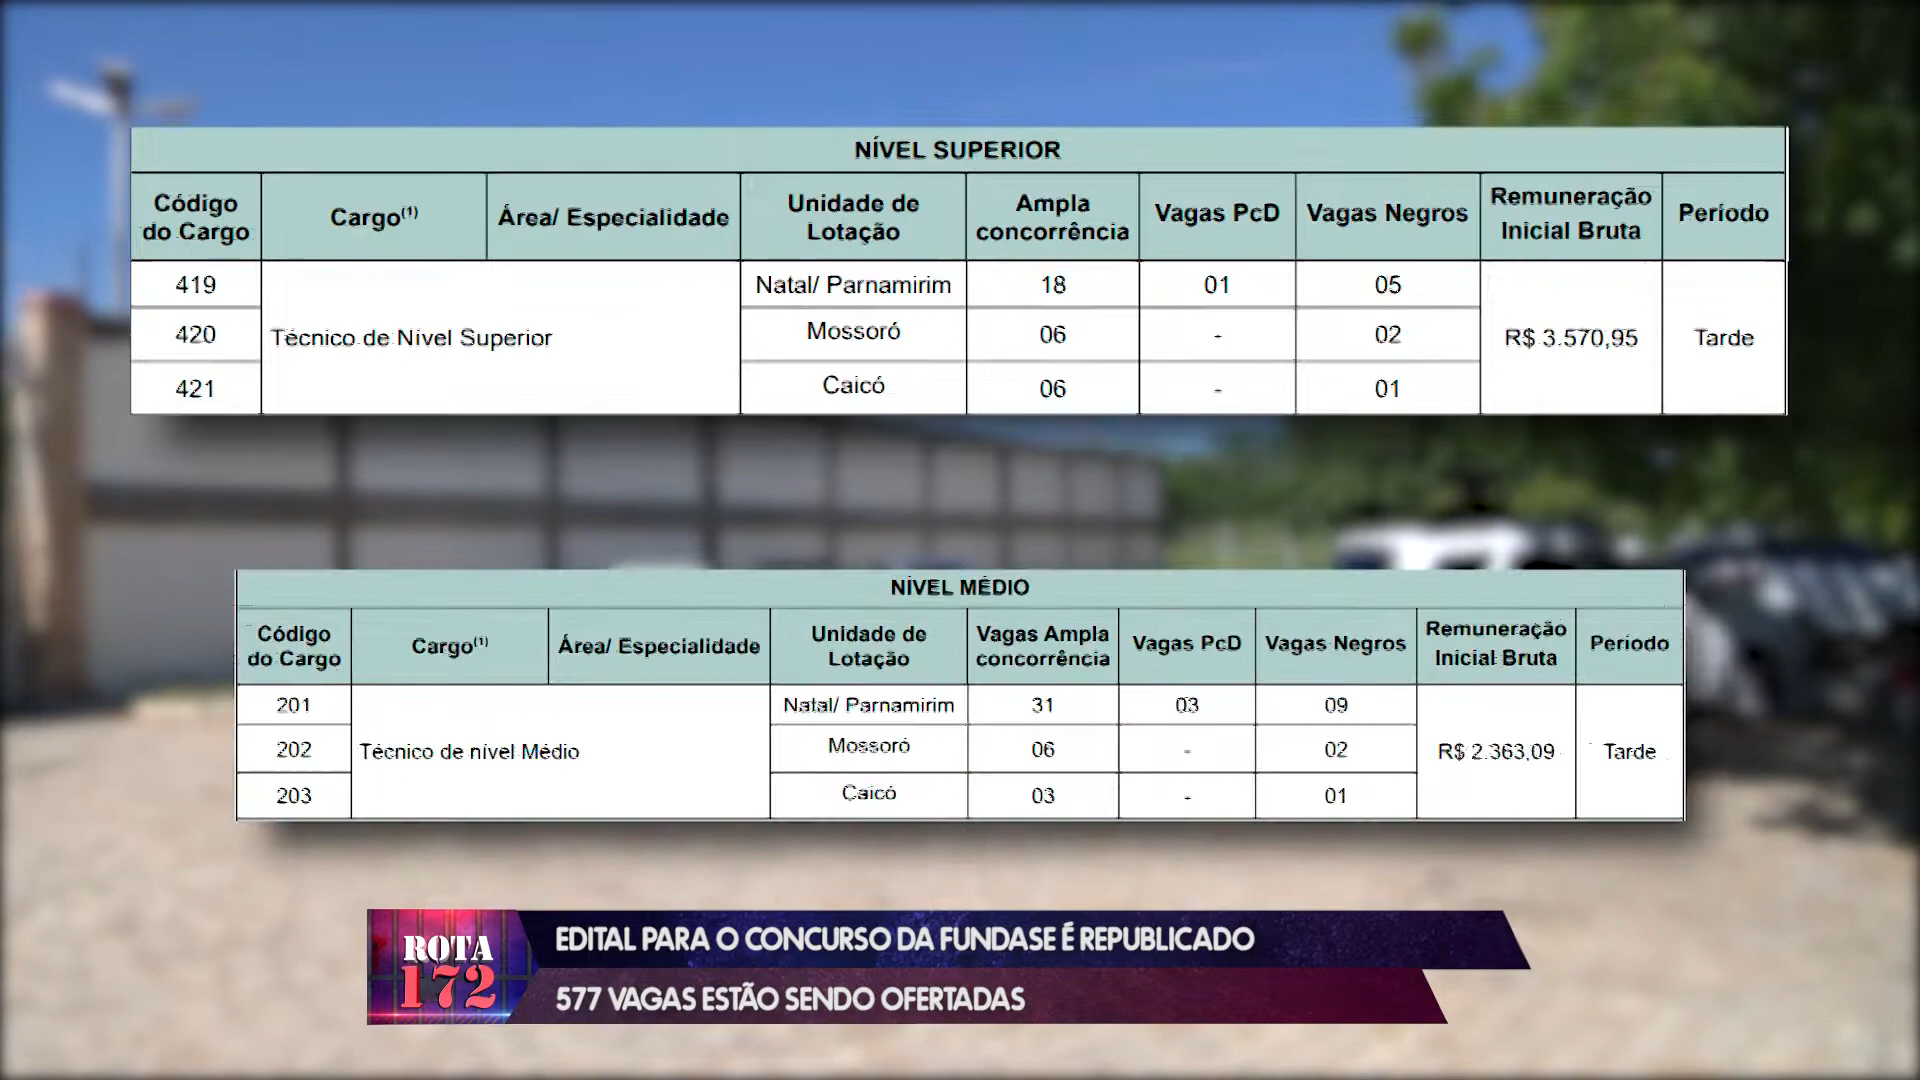 NÍVEL SUPERIOR
Código do Cargo | Cargo(1) | Área/ Especialidade | Unidade de Lotação | Ampla concorrência | Vagas PcD | Vagas Negros | Remuneração Inicial Bruta | Período
419 | Técnico de Nível Superior | Natal/ Parnamirim | 18 | 01 | 05 | R$ 3.570,95 | Tarde
420 | Mossoró | 06 | - | 02
421 | Caicó | 06 | - | 01
NÍVEL MÉDIO
Código do Cargo | Cargo(1) | Área/ Especialidade | Unidade de Lotação | Vagas Ampla concorrência | Vagas PcD | Vagas Negros | Remuneração Inicial Bruta | Período
201 | Técnico de nível Médio | Natal/ Parnamirim | 31 | 03 | 09 | R$ 2.363,09 | Tarde
202 | Mossoró | 06 | - | 02
203 | Caicó | 03 | - | 01
ROTA
172
EDITAL PARA O CONCURSO DA FUNDASE É REPUBLICADO
577 VAGAS ESTÃO SENDO OFERTADAS